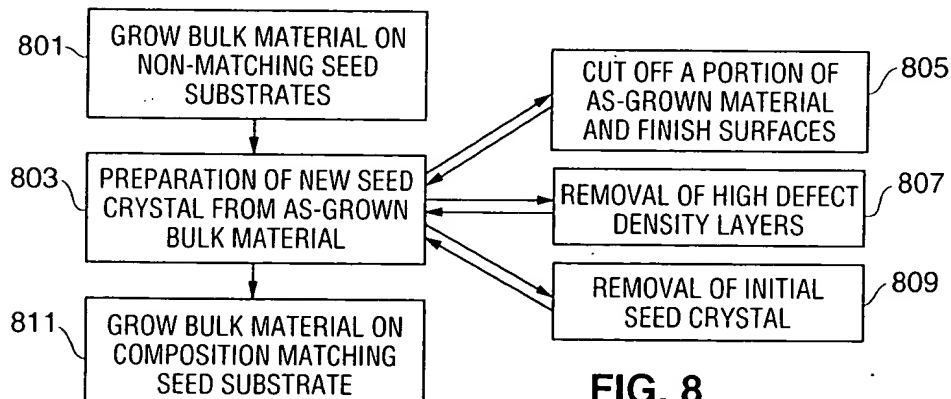 801
GROW BULK MATERIAL ON
NON-MATCHING SEED
SUBSTRATES
803
PREPARATION OF NEW SEED
CRYSTAL FROM AS-GROWN
BULK MATERIAL
811
GROW BULK MATERIAL ON
COMPOSITION MATCHING
SEED SUBSTRATE
CUT OFF A PORTION OF
AS-GROWN MATERIAL
AND FINISH SURFACES
805
REMOVAL OF HIGH DEFECT
DENSITY LAYERS
807
REMOVAL OF INITIAL
SEED CRYSTAL
809
FIG. 8